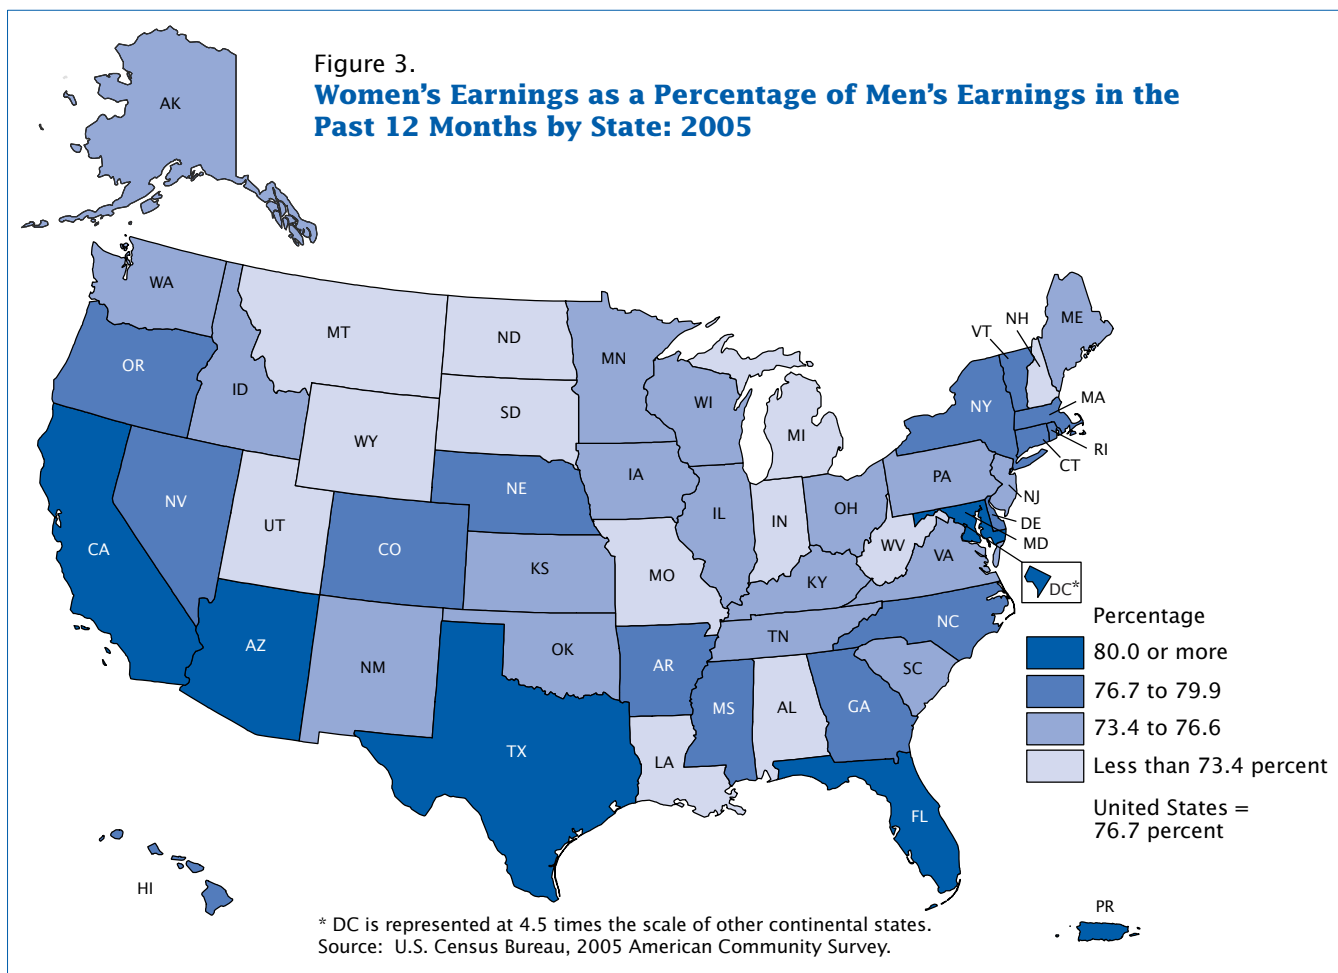 Figure 3.
Women's Earnings as a Percentage of Men's Earnings in the
Past 12 Months by State: 2005
AK
WA
MT
ND
MN
VT
NH
ME
OR
ID
SD
WI
NY
MA
WY
MI
RI
CT
NE
IA
PA
NJ
NV
UT
CO
IL
IN
OH
DE
MD
CA
KS
MO
WV
VA
KY
DC*
AZ
NM
OK
AR
TN
NC
SC
MS
AL
GA
TX
LA
FL
HI
PR
Percentage
80.0 or more
76.7 to 79.9
73.4 to 76.6
Less than 73.4 percent
United States =
76.7 percent
* DC is represented at 4.5 times the scale of other continental states.
Source:  U.S. Census Bureau, 2005 American Community Survey.